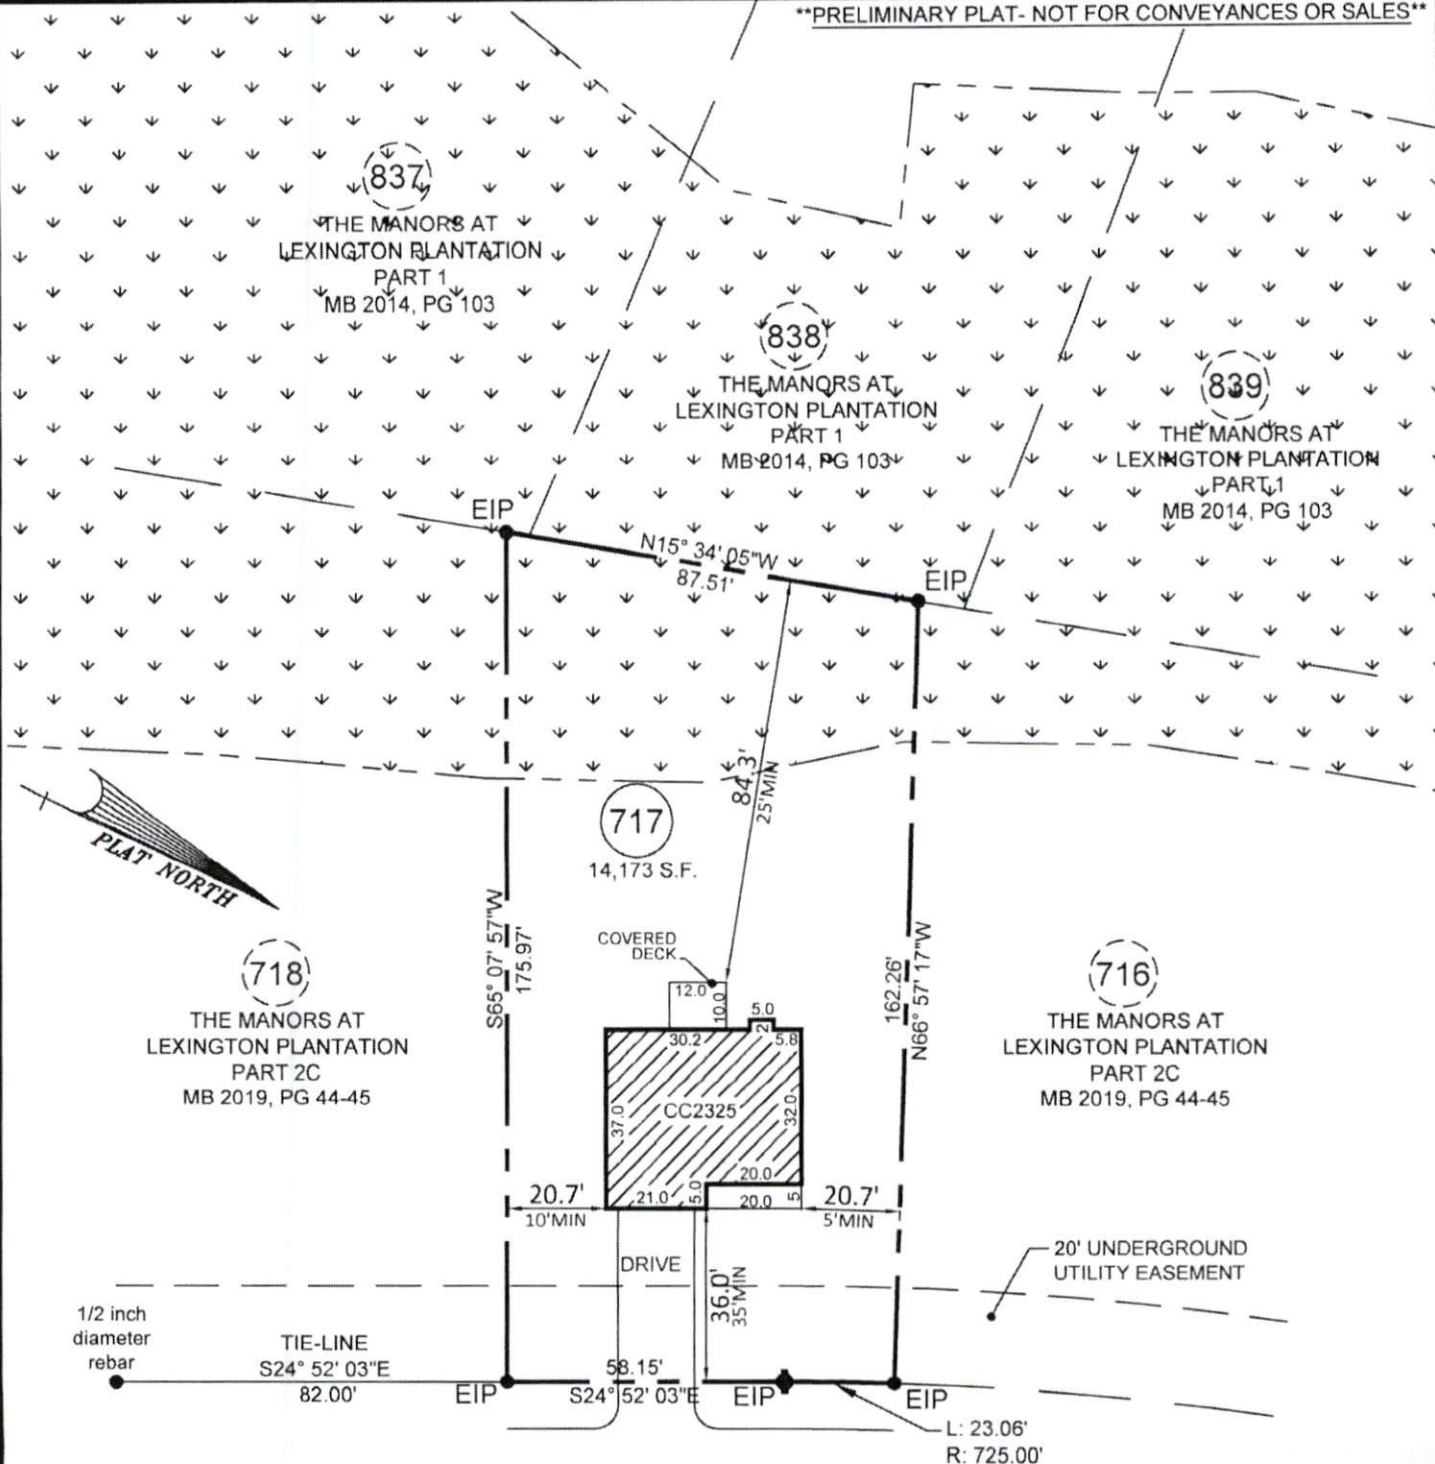 **PRELIMINARY PLAT- NOT FOR CONVEYANCES OR SALES**
837
THE MANORS AT
LEXINGTON PLANTATION
PART 1
MB 2014, PG 103
838
THE MANORS AT
LEXINGTON PLANTATION
PART 1
MB 2014, PG 103
839
THE MANORS AT
LEXINGTON PLANTATION
PART 1
MB 2014, PG 103
EIP
N15° 34' 05"W
87.51'
EIP
84.3'
25'MIN
717
14,173 S.F.
PLAT NORTH
S65° 07' 57"W
175.97'
162.26'
N66° 57' 17"W
COVERED
DECK
718
THE MANORS AT
LEXINGTON PLANTATION
PART 2C
MB 2019, PG 44-45
716
THE MANORS AT
LEXINGTON PLANTATION
PART 2C
MB 2019, PG 44-45
12.0
10.0
5.0
2
30.2
5.8
37.0
CC2325
32.0
20.0
21.0
5.0
20.0
5
20.7'
10'MIN
20.7'
5'MIN
DRIVE
36.0'
35'MIN
20' UNDERGROUND
UTILITY EASEMENT
1/2 inch
diameter
rebar
TIE-LINE
S24° 52' 03"E
82.00'
EIP
58.15'
S24° 52' 03"E
EIP
EIP
L: 23.06'
R: 725.00'